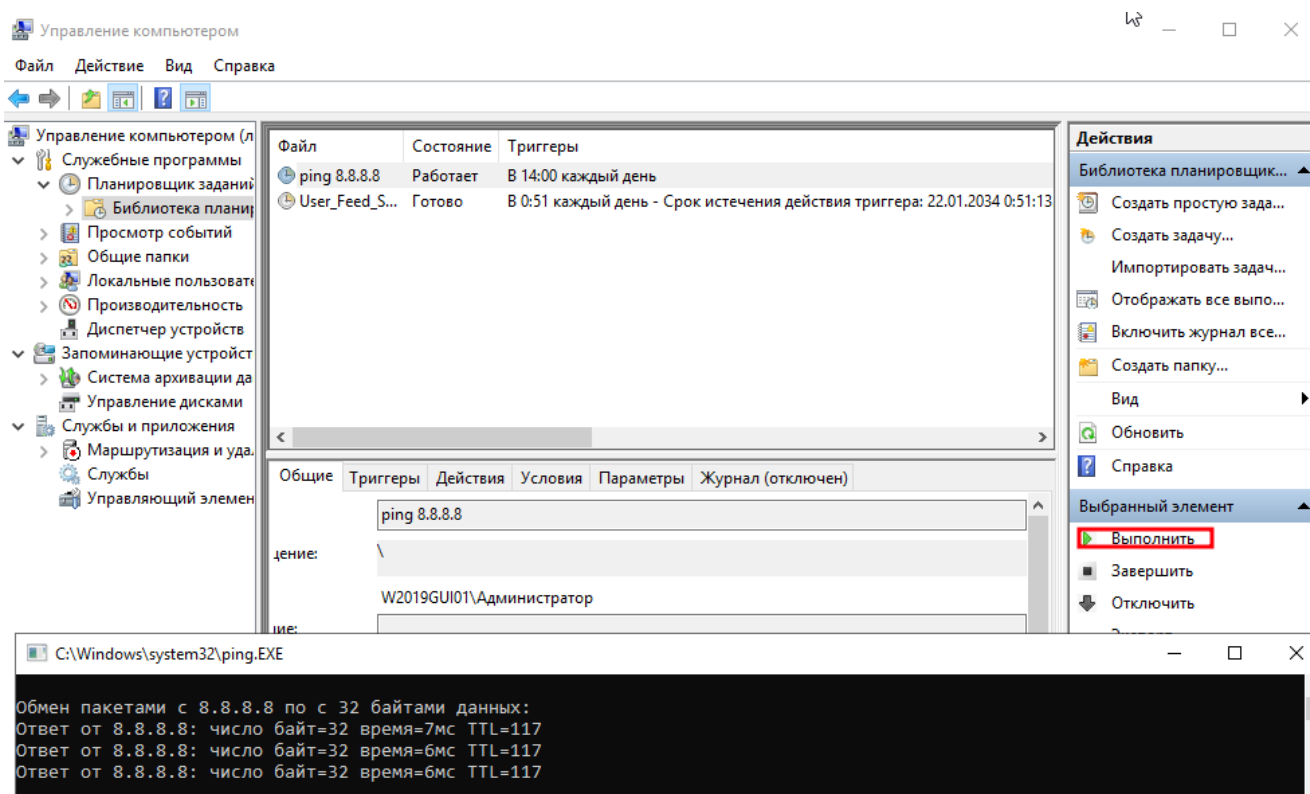 Управление компьютером
Файл Действие Вид Справка
Управление компьютером (л
Служебные программы
Планировщик заданий
Библиотека планир
Просмотр событий
Общие папки
Локальные пользовате
Производительность
Диспетчер устройств
Запоминающие устройст
Система архивации да
Управление дисками
Службы и приложения
Маршрутизация и уда.
Службы
Управляющий элемен
Файл Состояние Триггеры
ping 8.8.8.8 Работает В 14:00 каждый день
User_Feed_S... Готово В 0:51 каждый день - Срок истечения действия триггера: 22.01.2034 0:51:13
Общие Триггеры Действия Условия Параметры Журнал (отключен)
ping 8.8.8.8
цение: \
W2019GUI01\Администратор
ие:
Действия
Библиотека планировщик...
Создать простую зада...
Создать задачу...
Импортировать задач...
Отображать все выпо...
Включить журнал все...
Создать папку...
Вид
Обновить
Справка
Выбранный элемент
Выполнить
Завершить
Отключить
C:\Windows\system32\ping.EXE
Обмен пакетами с 8.8.8.8 по с 32 байтами данных:
Ответ от 8.8.8.8: число байт=32 время=7мс TTL=117
Ответ от 8.8.8.8: число байт=32 время=6мс TTL=117
Ответ от 8.8.8.8: число байт=32 время=6мс TTL=117